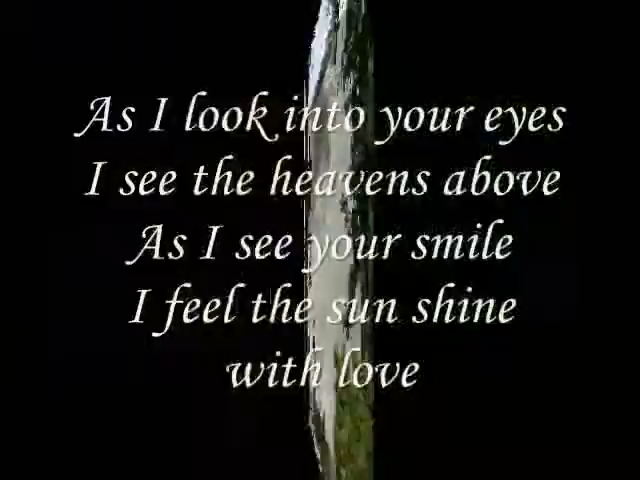 As I look into your eyes
I see the heavens above
As I see your smile
I feel the sun shine
with love